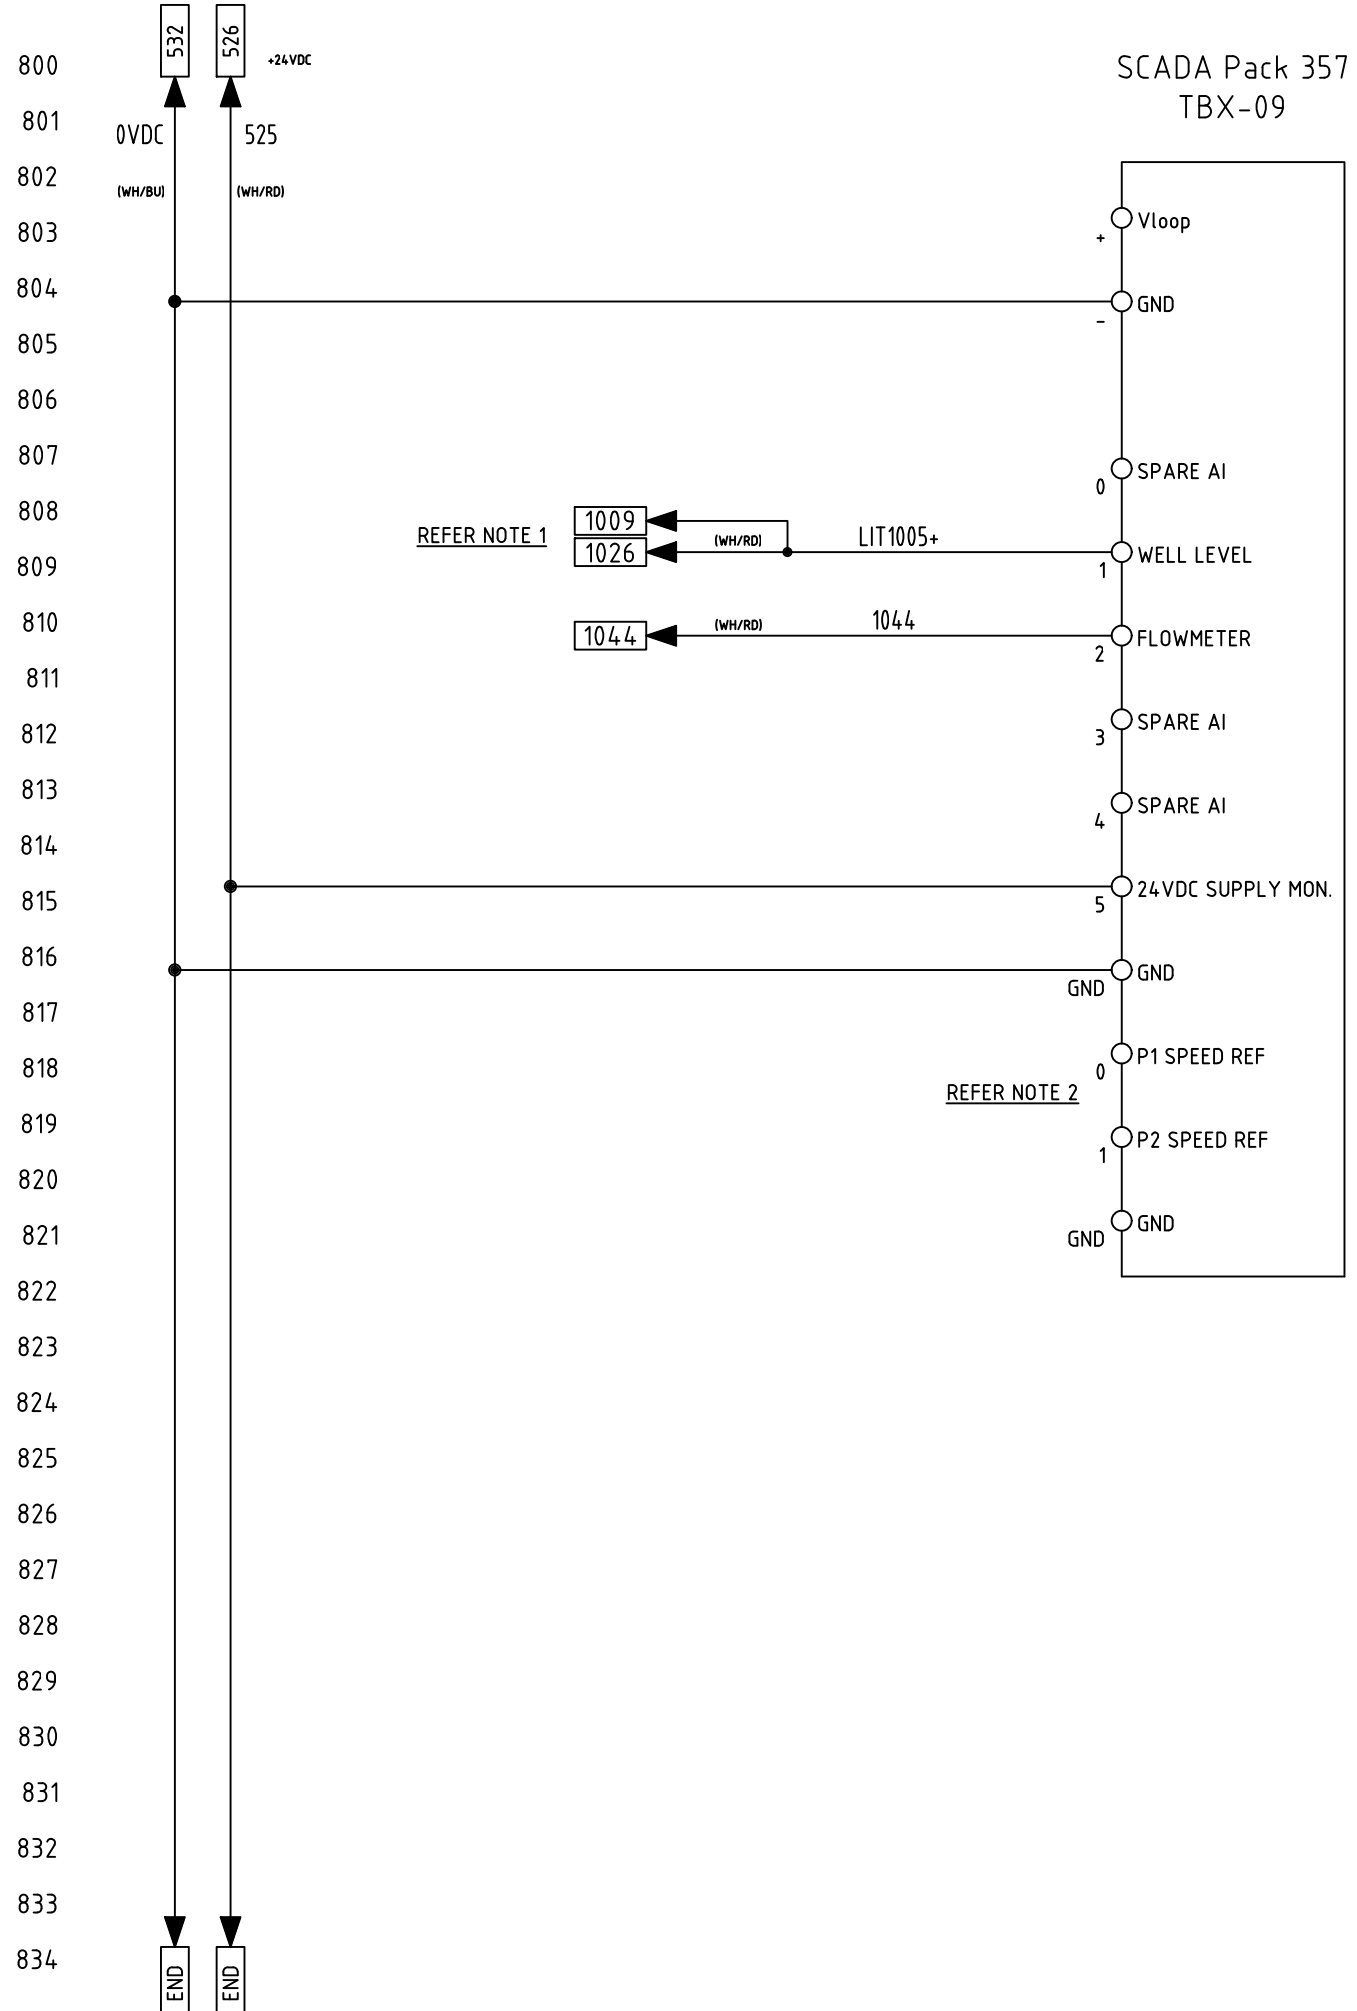 532
526
800
+24VDC
SCADA Pack 357
TBX-09
801
0VDC
525
802
(WH/BU)
(WH/RD)
803
+
Vloop
804
-
GND
805
806
807
0
SPARE AI
808
REFER NOTE 1
1009
1026
(WH/RD)
LIT1005+
809
1
WELL LEVEL
810
1044
(WH/RD)
1044
2
FLOWMETER
811
812
3
SPARE AI
813
4
SPARE AI
814
815
5
24VDC SUPPLY MON.
816
GND
GND
817
818
0
P1 SPEED REF
REFER NOTE 2
819
1
P2 SPEED REF
820
821
GND
GND
822
823
824
825
826
827
828
829
830
831
832
833
834
END
END